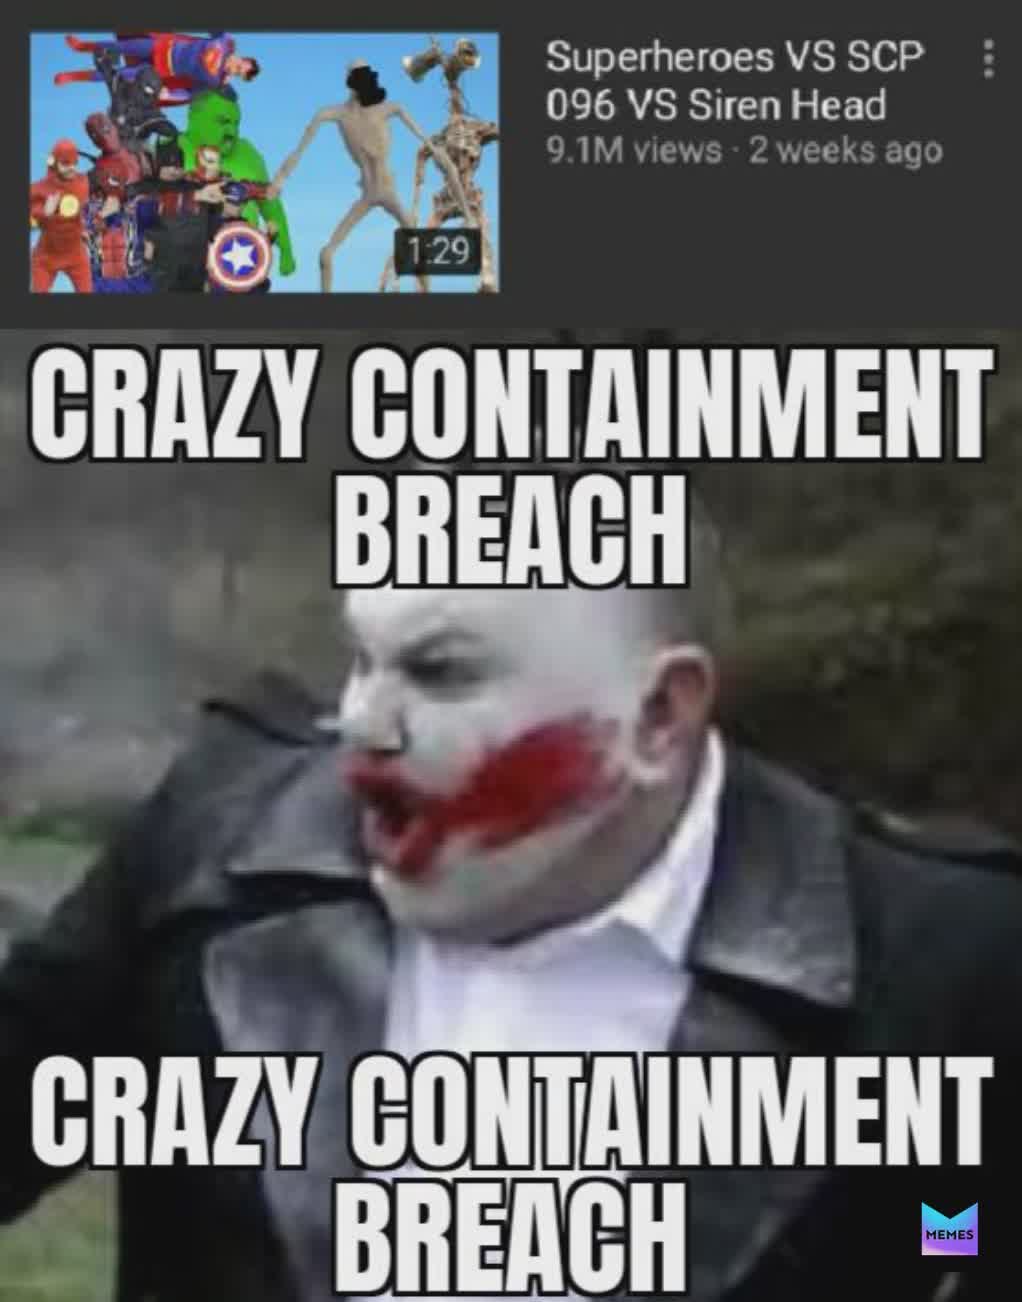 Superheroes VS SCP
096 VS Siren Head
9.1M views · 2 weeks ago
1:29
CRAZY CONTAINMENT
BREACH
CRAZY CONTAINMENT
BREACH
MEMES